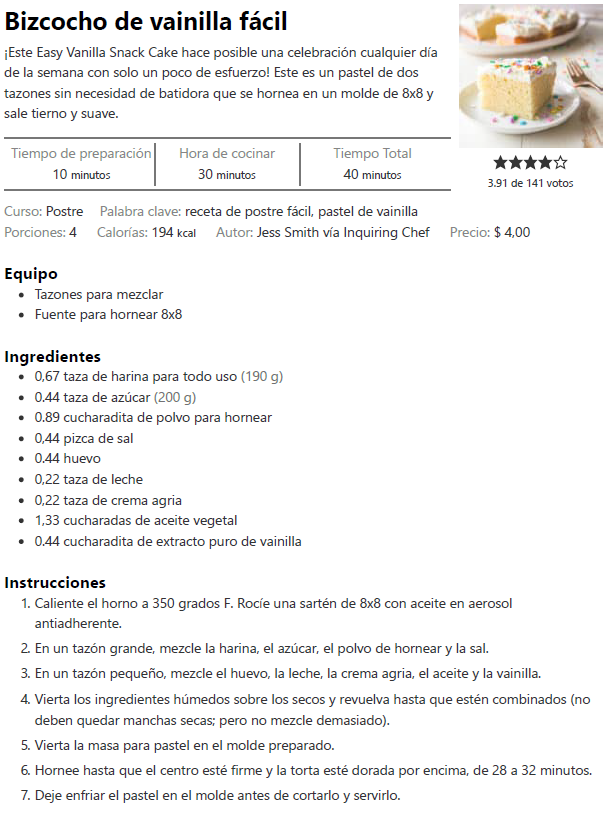 Bizcocho de vainilla fácil
¡Este Easy Vanilla Snack Cake hace posible una celebración cualquier día
de la semana con solo un poco de esfuerzo! Este es un pastel de dos
tazones sin necesidad de batidora que se hornea en un molde de 8x8 y
sale tierno y suave.
Tiempo de preparación
10 minutos
Hora de cocinar
30 minutos
Tiempo Total
40 minutos
3.91 de 141 votos
Curso: Postre Palabra clave: receta de postre fácil, pastel de vainilla
Porciones: 4 Calorías: 194 kcal Autor: Jess Smith vía Inquiring Chef Precio: $ 4,00
Equipo
• Tazones para mezclar
• Fuente para hornear 8x8
Ingredientes
• 0,67 taza de harina para todo uso (190 g)
• 0.44 taza de azúcar (200 g)
• 0.89 cucharadita de polvo para hornear
• 0,44 pizca de sal
• 0.44 huevo
• 0,22 taza de leche
• 0,22 taza de crema agria
• 1,33 cucharadas de aceite vegetal
• 0.44 cucharadita de extracto puro de vainilla
Instrucciones
1. Caliente el horno a 350 grados F. Rocíe una sartén de 8x8 con aceite en aerosol
antiadherente.
2. En un tazón grande, mezcle la harina, el azúcar, el polvo de hornear y la sal.
3. En un tazón pequeño, mezcle el huevo, la leche, la crema agria, el aceite y la vainilla.
4. Vierta los ingredientes húmedos sobre los secos y revuelva hasta que estén combinados (no
deben quedar manchas secas; pero no mezcle demasiado).
5. Vierta la masa para pastel en el molde preparado.
6. Hornee hasta que el centro esté firme y la torta esté dorada por encima, de 28 a 32 minutos.
7. Deje enfriar el pastel en el molde antes de cortarlo y servirlo.